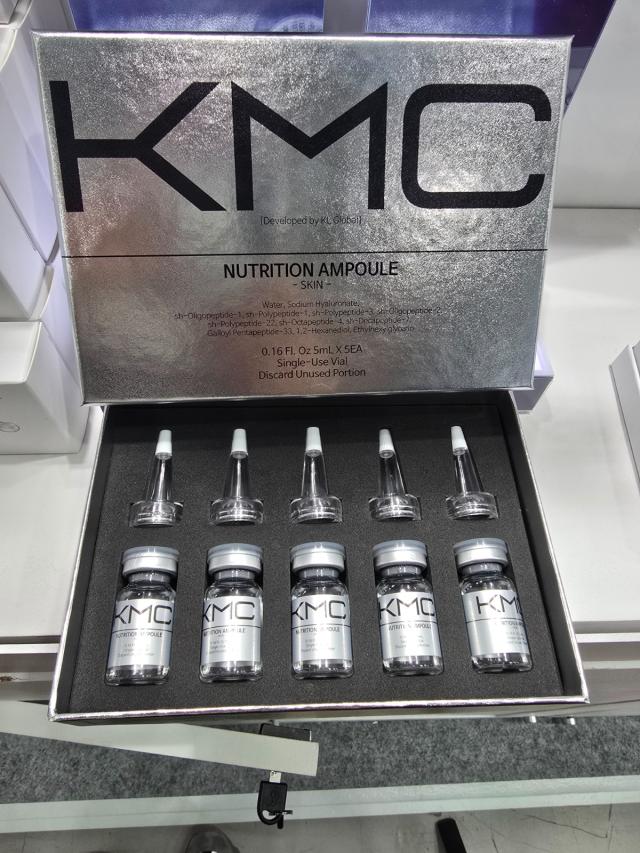 KMC
[Developed by KL Global]
NUTRITION AMPOULE
- SKIN -
Water, Sodium Hyaluronate,
sh-Oligopeptide-1, sh-Polypeptide-1, sh-Polypeptide-3, sh-Oligopeptide-2,
sh-Polypeptide-22, sh-Octapeptide-4, sh-Decapeptide-7,
Galloyl Pentapeptide-33, 1,2-Hexanediol, Ethylhexylglycerin
0.16 Fl. Oz 5mL X 5EA
Single-Use Vial
Discard Unused Portion
KMC
NUTRITION AMPOULE
KMC
NUTRITION AMPOULE
KMC
NUTRITION AMPOULE
KMC
NUTRITION AMPOULE
KMC
NUTRITION AMPOULE